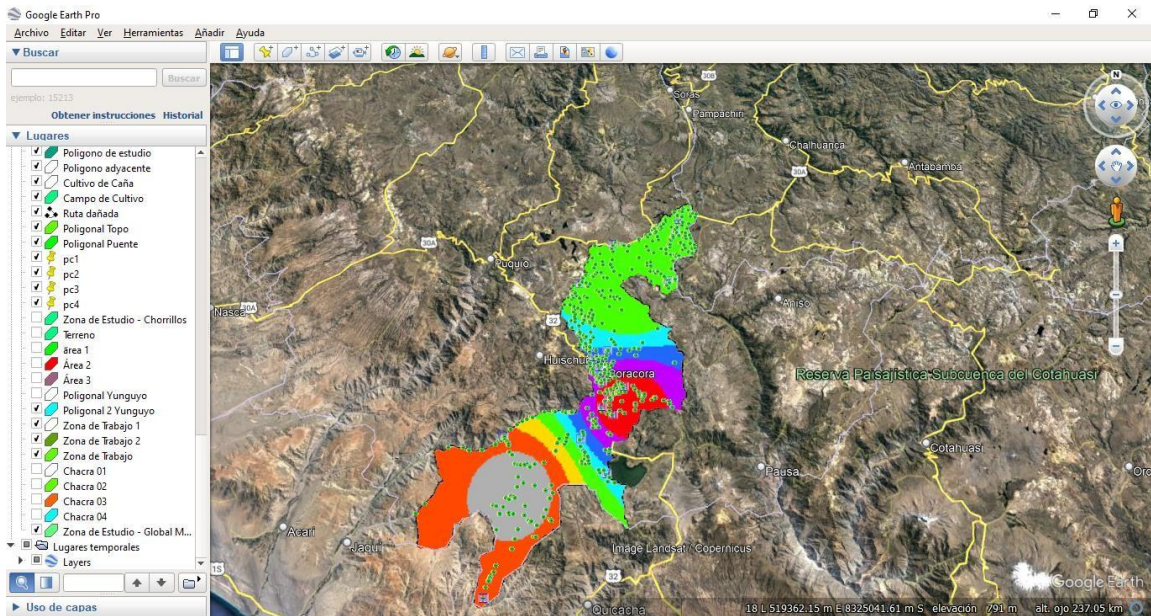 Google Earth Pro
Archivo Editar Ver Herramientas Añadir Ayuda
Buscar
Buscar
ejemplo: 15213
Obtener instrucciones Historial
Lugares
Poligono de estudio
Poligono adyacente
Cultivo de Caña
Campo de Cultivo
Ruta dañada
Poligonal Topo
Poligonal Puente
pc1
pc2
pc3
pc4
Zona de Estudio - Chorrillos
Terreno
área 1
Área 2
Área 3
Poligonal Yunguyo
Poligonal 2 Yunguyo
Zona de Trabajo 1
Zona de Trabajo 2
Zona de Trabajo
Chacra 01
Chacra 02
Chacra 03
Chacra 04
Zona de Estudio - Global M...
Lugares temporales
Layers
Uso de capas
N
30B
Soras
Pampachiri
Chalhuanca
30A
Antabamba
30A
Puquio
Nasca
30A
32
Aniso
Huischua
Coracora
Reserva Paisajística Subcuenca del Cotahuasi
Cotahuasi
Pausa
Oro
Acarí
Jaqui
Image Landsat / Copernicus
1S
32
Quicacha
Google Earth
18 L 519362.15 m E 8325041.61 m S elevación 791 m alt. ojo 237.05 km